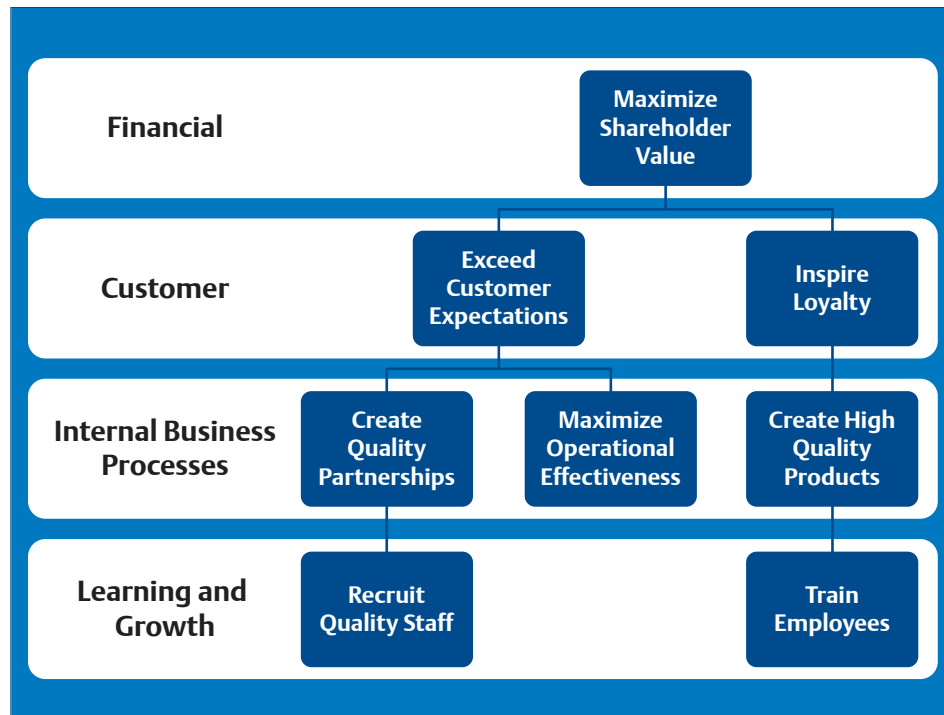 Financial
Maximize
Shareholder
Value
Customer
Exceed
Customer
Expectations
Inspire
Loyalty
Internal Business
Processes
Create
Quality
Partnerships
Maximize
Operational
Effectiveness
Create High
Quality
Products
Learning and
Growth
Recruit
Quality Staff
Train
Employees